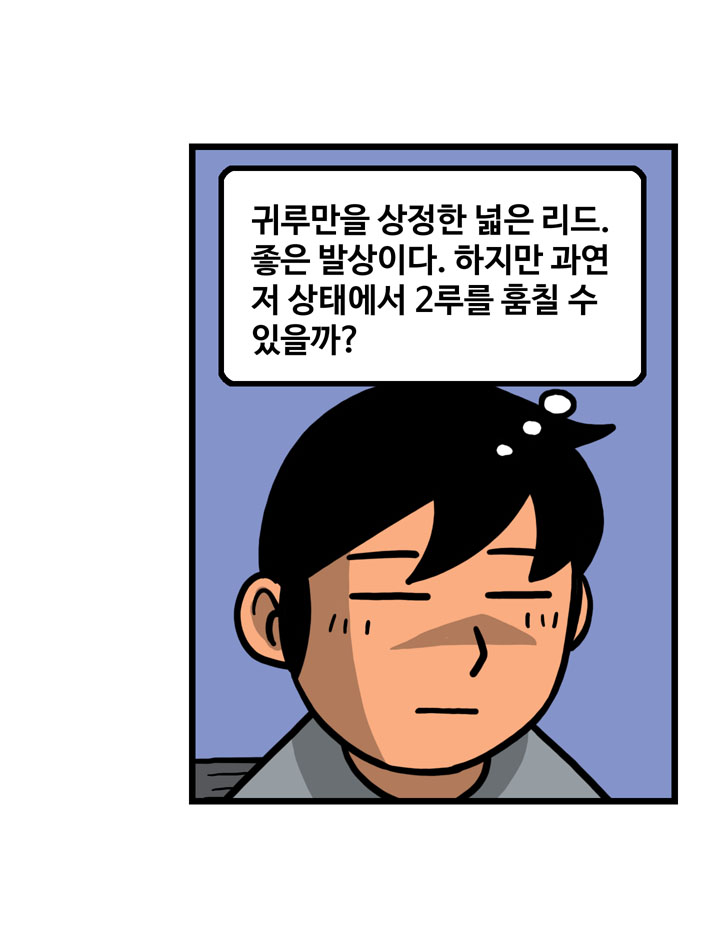 귀루만을 상정한 넓은 리드.
좋은 발상이다. 하지만 과연
저 상태에서 2루를 훔칠 수
있을까?